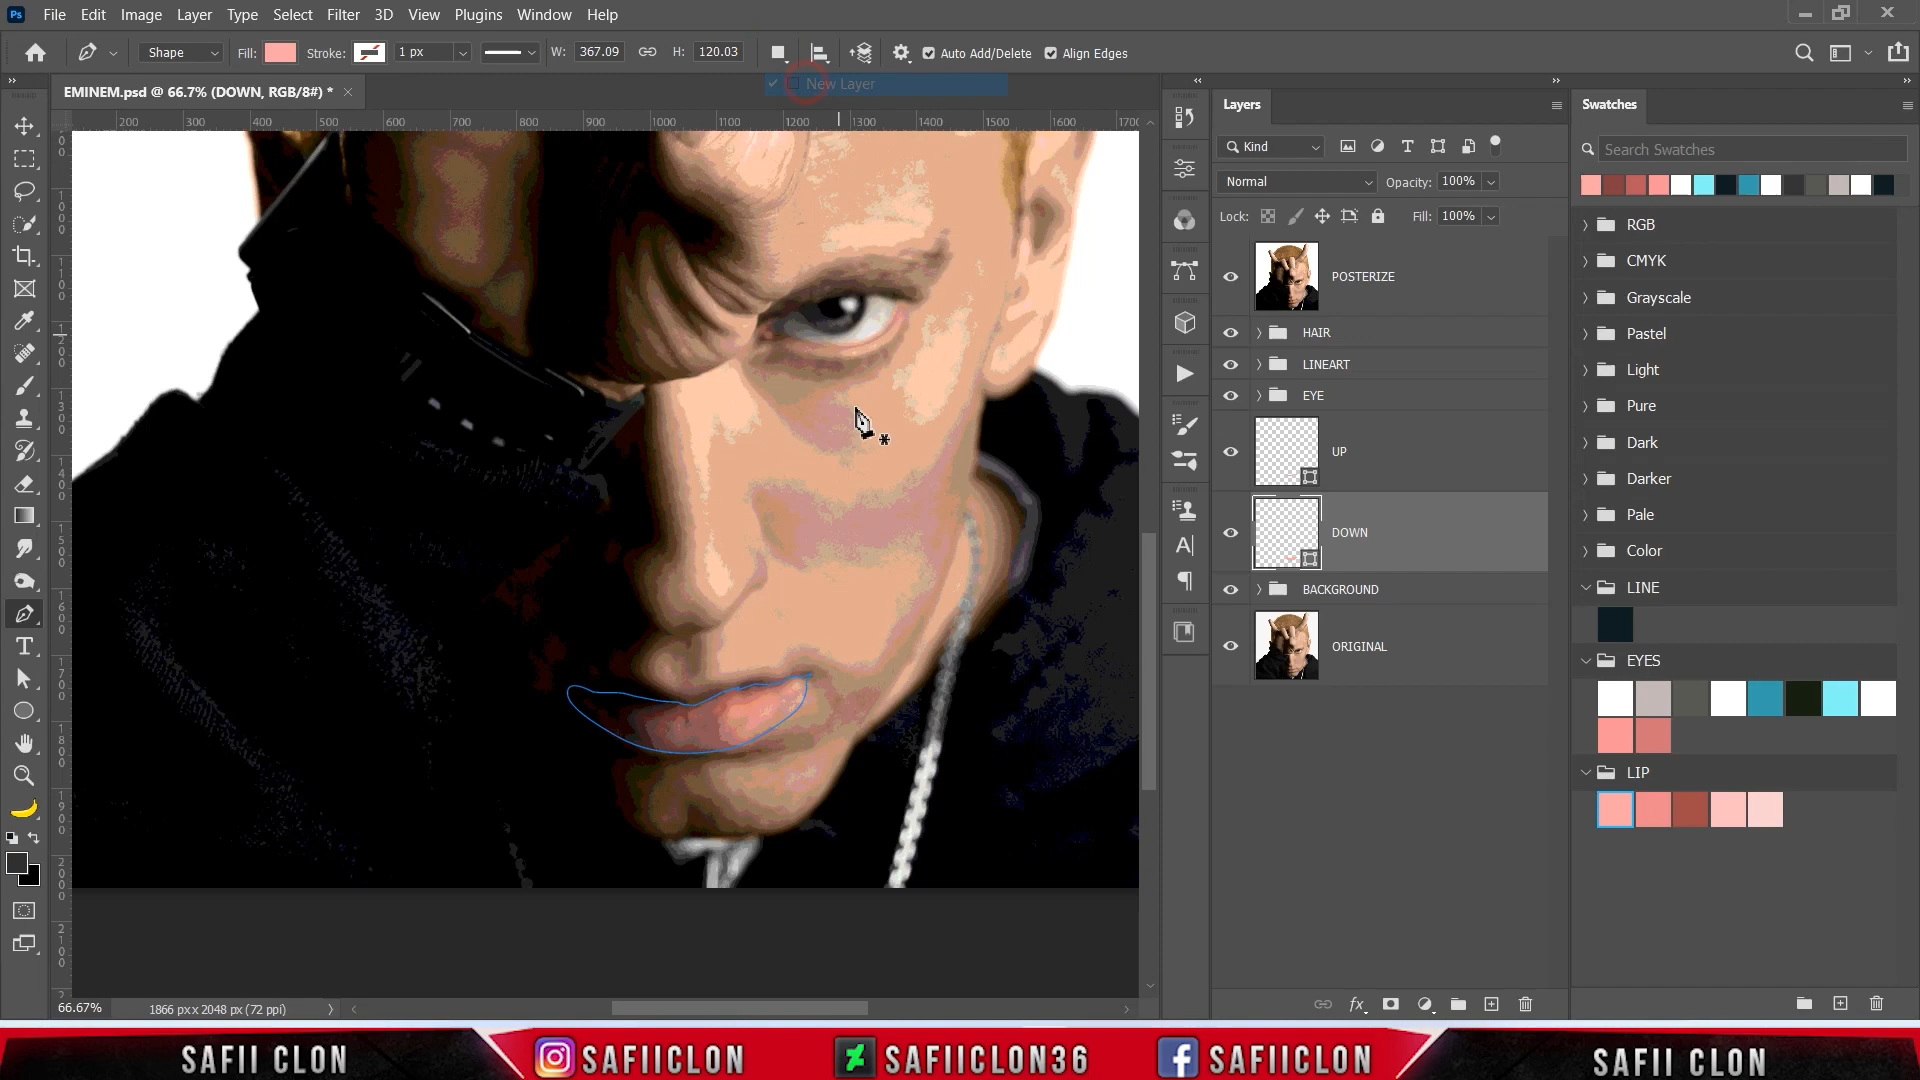 Ps File Edit Image Layer Type Select Filter 3D View Plugins Window Help
Shape Fill: Stroke: 1 px W: 367.09 H: 120.03 Auto Add/Delete Align Edges
New Layer
EMINEM.psd @ 66.7% (DOWN, RGB/8#) * ×
200 300 400 500 600 700 800 900 1000 1100 1200 1300 1400 1500 1600 1700
Layers
Kind
Normal Opacity: 100%
Lock: Fill: 100%
POSTERIZE
HAIR
LINEART
EYE
UP
DOWN
BACKGROUND
ORIGINAL
Swatches
Search Swatches
RGB
CMYK
Grayscale
Pastel
Light
Pure
Dark
Darker
Pale
Color
LINE
EYES
LIP
66.67% 1866 px x 2048 px (72 ppi)
SAFII CLON SAFIICLON SAFIICLON36 SAFIICLON SAFII CLON